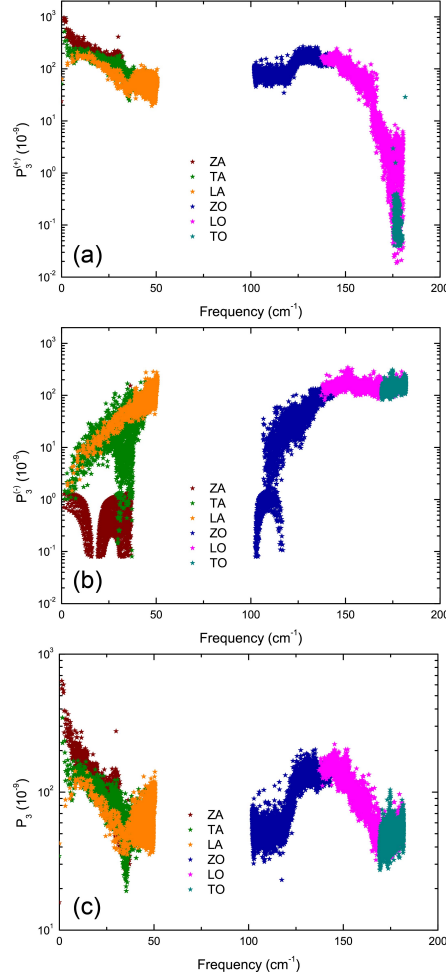 10³
10²
10¹
10⁰
10⁻¹
10⁻²
P₃⁽⁺⁾ (10⁻⁹)
ZA
TA
LA
ZO
LO
TO
(a)
0 50 100 150 200
Frequency (cm⁻¹)
10³
10²
10¹
10⁰
10⁻¹
10⁻²
P₃⁽⁻⁾ (10⁻⁹)
ZA
TA
LA
ZO
LO
TO
(b)
0 50 100 150 200
Frequency (cm⁻¹)
10³
10²
10¹
P₃ (10⁻⁹)
ZA
TA
LA
ZO
LO
TO
(c)
0 50 100 150 200
Frequency (cm⁻¹)